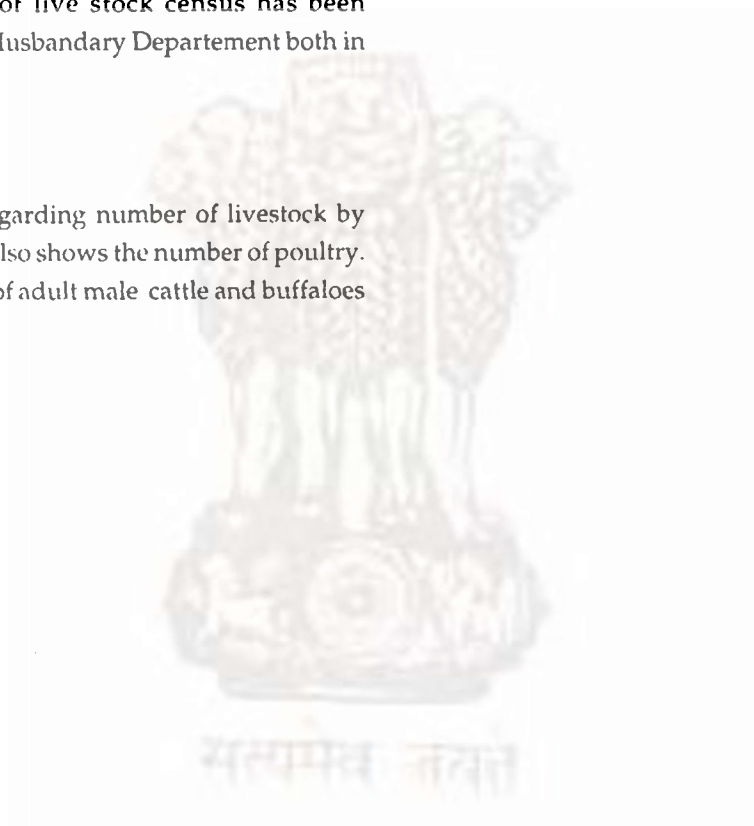 of live stock census has been
Husbandary Departement both in
garding number of livestock by
lso shows the number of poultry.
of adult male cattle and buffaloes
सत्यमेव जयते